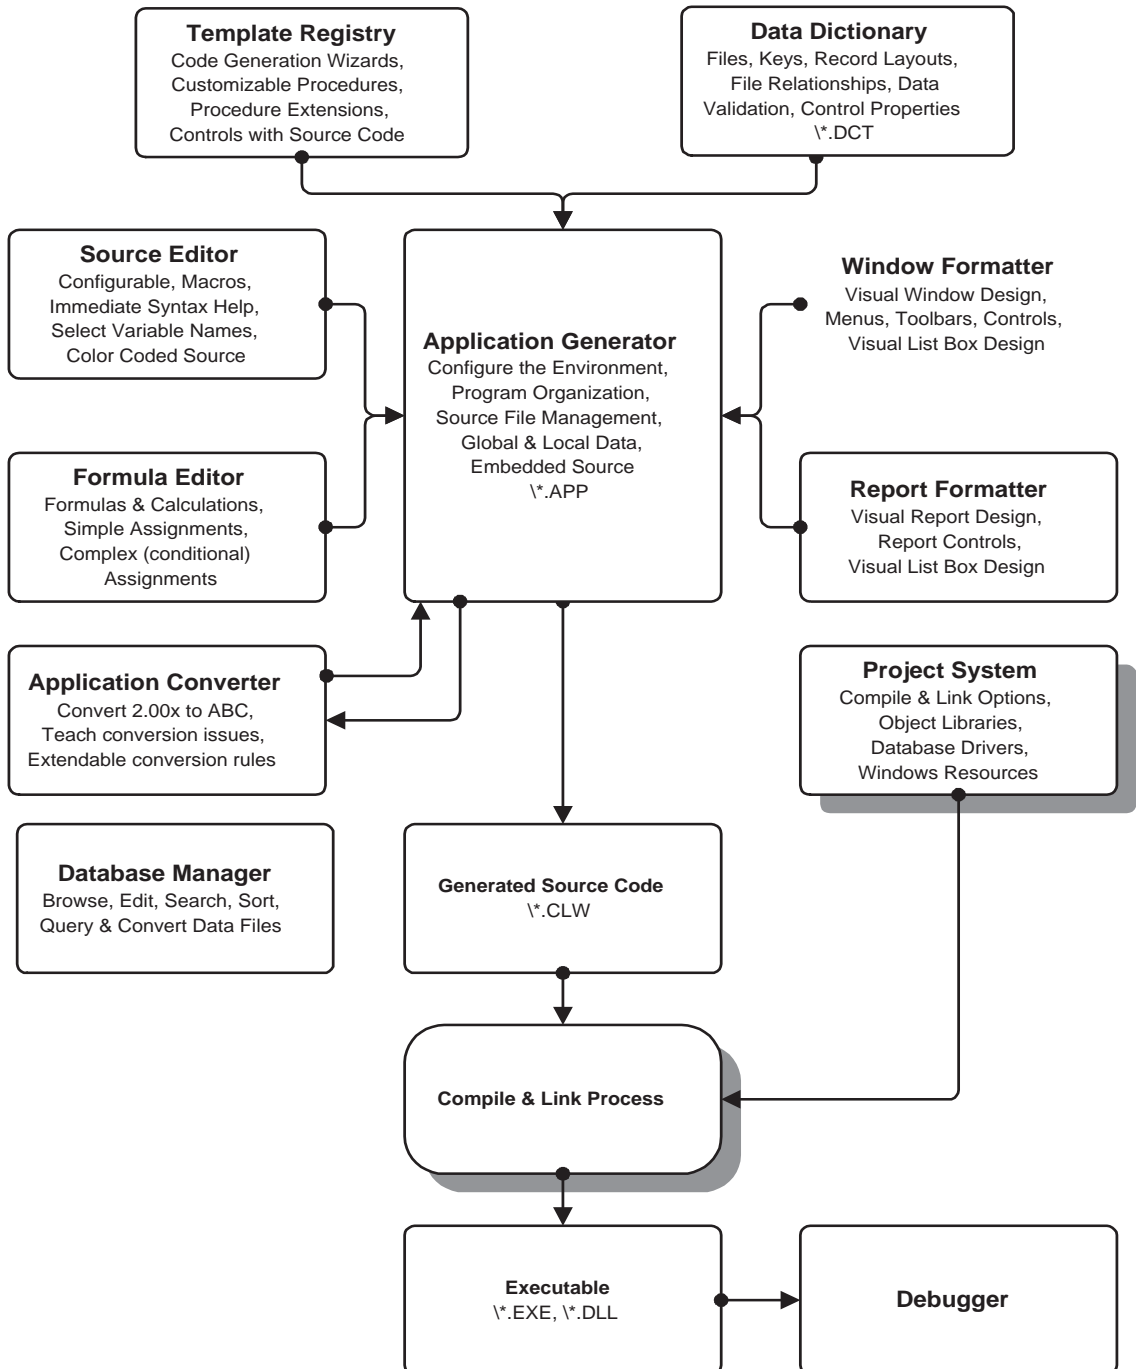 Template Registry
Code Generation Wizards,
Customizable Procedures,
Procedure Extensions,
Controls with Source Code
Data Dictionary
Files, Keys, Record Layouts,
File Relationships, Data
Validation, Control Properties
\*.DCT
Source Editor
Configurable, Macros,
Immediate Syntax Help,
Select Variable Names,
Color Coded Source
Application Generator
Configure the Environment,
Program Organization,
Source File Management,
Global & Local Data,
Embedded Source
\*.APP
Window Formatter
Visual Window Design,
Menus, Toolbars, Controls,
Visual List Box Design
Formula Editor
Formulas & Calculations,
Simple Assignments,
Complex (conditional)
Assignments
Report Formatter
Visual Report Design,
Report Controls,
Visual List Box Design
Application Converter
Convert 2.00x to ABC,
Teach conversion issues,
Extendable conversion rules
Project System
Compile & Link Options,
Object Libraries,
Database Drivers,
Windows Resources
Database Manager
Browse, Edit, Search, Sort,
Query & Convert Data Files
Generated Source Code
\*.CLW
Compile & Link Process
Executable
\*.EXE, \*.DLL
Debugger